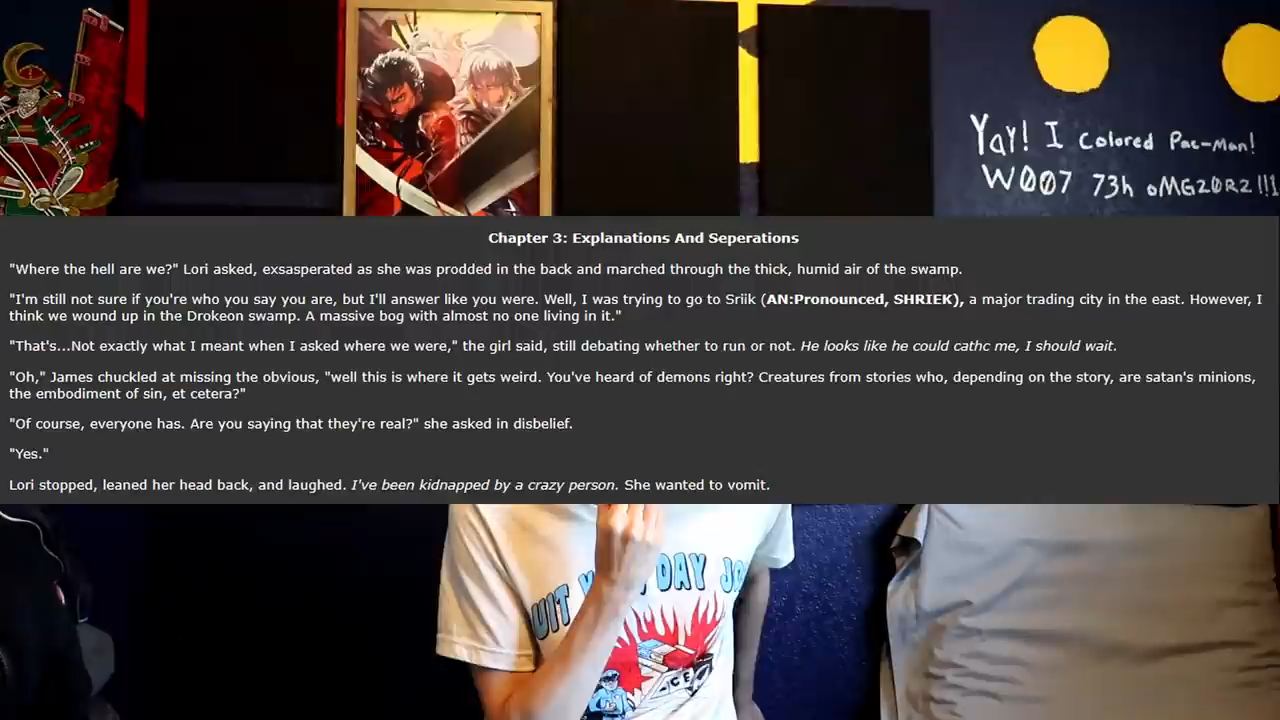 Yay! I Colored Pac-Man!
W007 73h oMG20R2!!1
Chapter 3: Explanations And Seperations
"Where the hell are we?" Lori asked, exsasperated as she was prodded in the back and marched through the thick, humid air of the swamp.
"I'm still not sure if you're who you say you are, but I'll answer like you were. Well, I was trying to go to Sriik (AN:Pronounced, SHRIEK), a major trading city in the east. However, I
think we wound up in the Drokeon swamp. A massive bog with almost no one living in it."
"That's...Not exactly what I meant when I asked where we were," the girl said, still debating whether to run or not. He looks like he could cathc me, I should wait.
"Oh," James chuckled at missing the obvious, "well this is where it gets weird. You've heard of demons right? Creatures from stories who, depending on the story, are satan's minions,
the embodiment of sin, et cetera?"
"Of course, everyone has. Are you saying that they're real?" she asked in disbelief.
"Yes."
Lori stopped, leaned her head back, and laughed. I've been kidnapped by a crazy person. She wanted to vomit.
UIT Y DAY JO
ICE